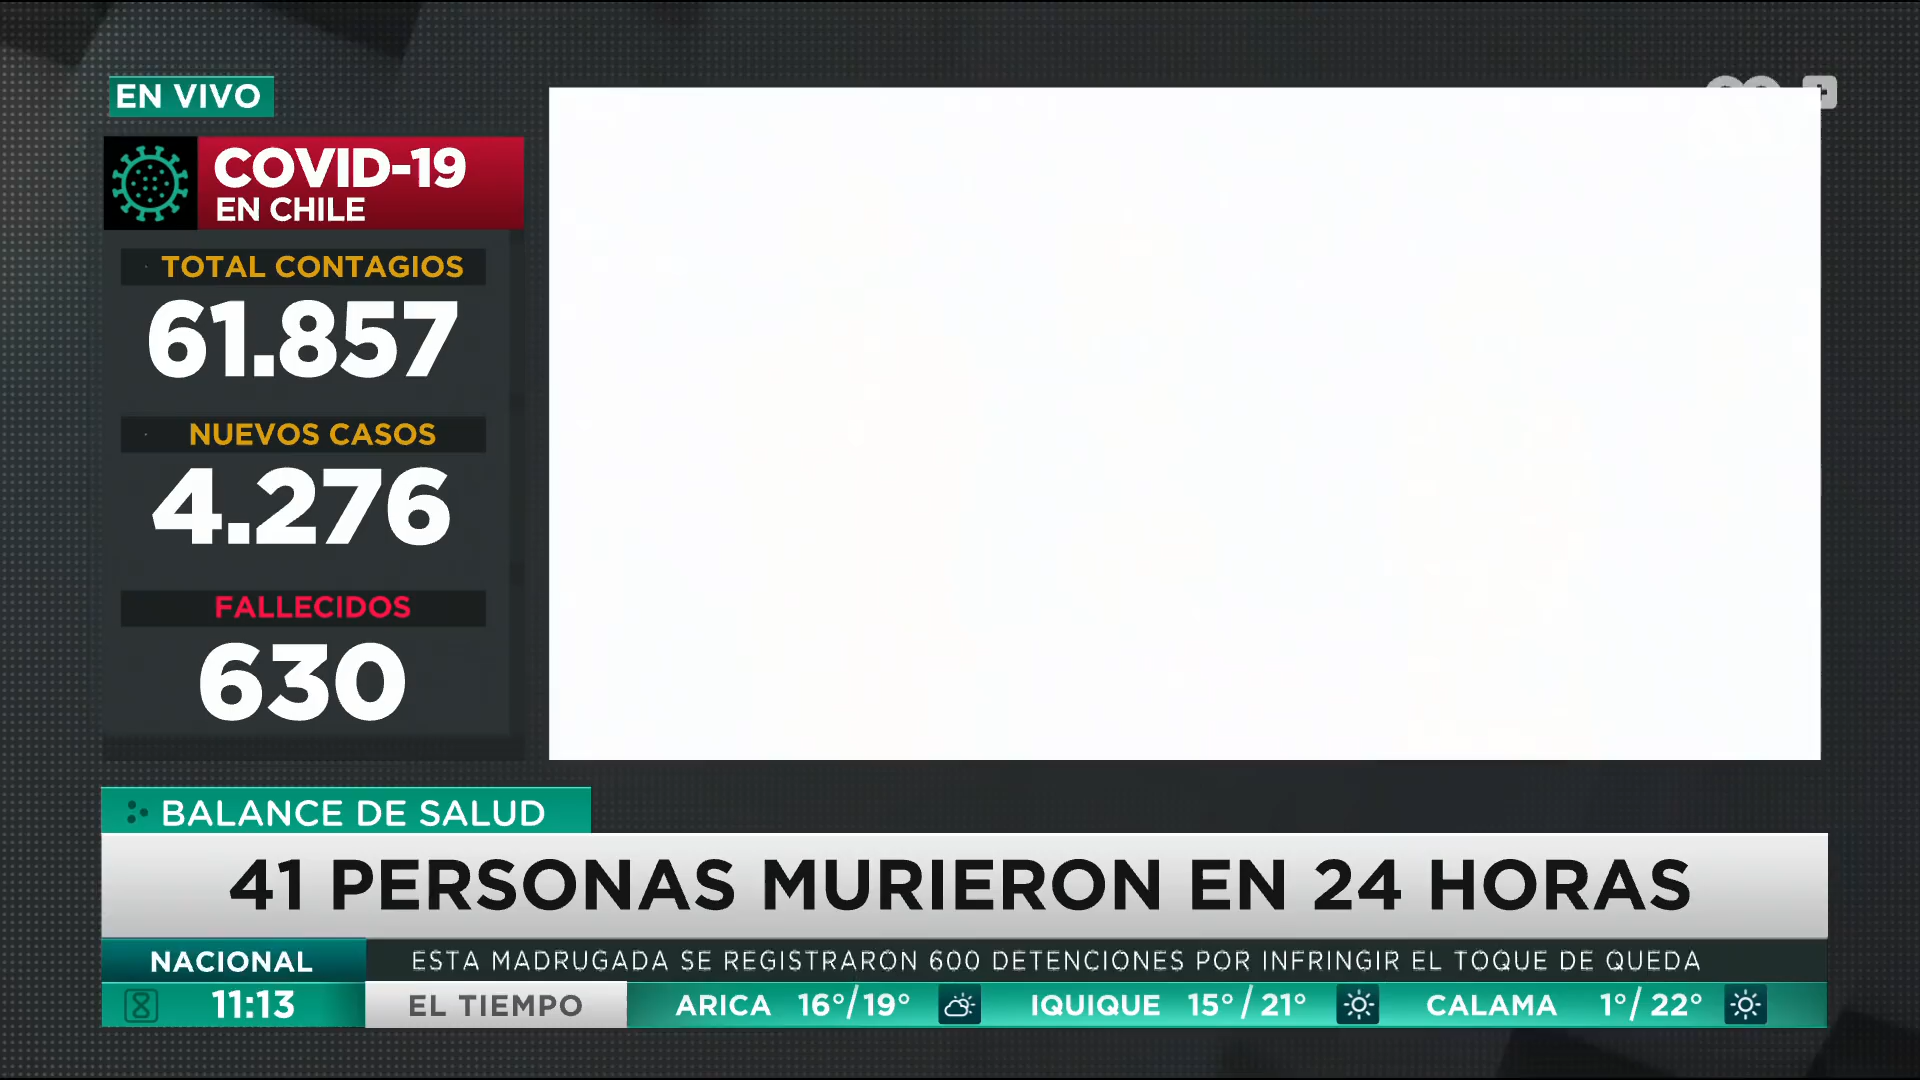 EN VIVO
COVID-19
EN CHILE
TOTAL CONTAGIOS
61.857
NUEVOS CASOS
4.276
FALLECIDOS
630
BALANCE DE SALUD
41 PERSONAS MURIERON EN 24 HORAS
NACIONAL ESTA MADRUGADA SE REGISTRARON 600 DETENCIONES POR INFRINGIR EL TOQUE DE QUEDA
11:13 EL TIEMPO ARICA 16°/19° IQUIQUE 15°/21° CALAMA 1°/22°